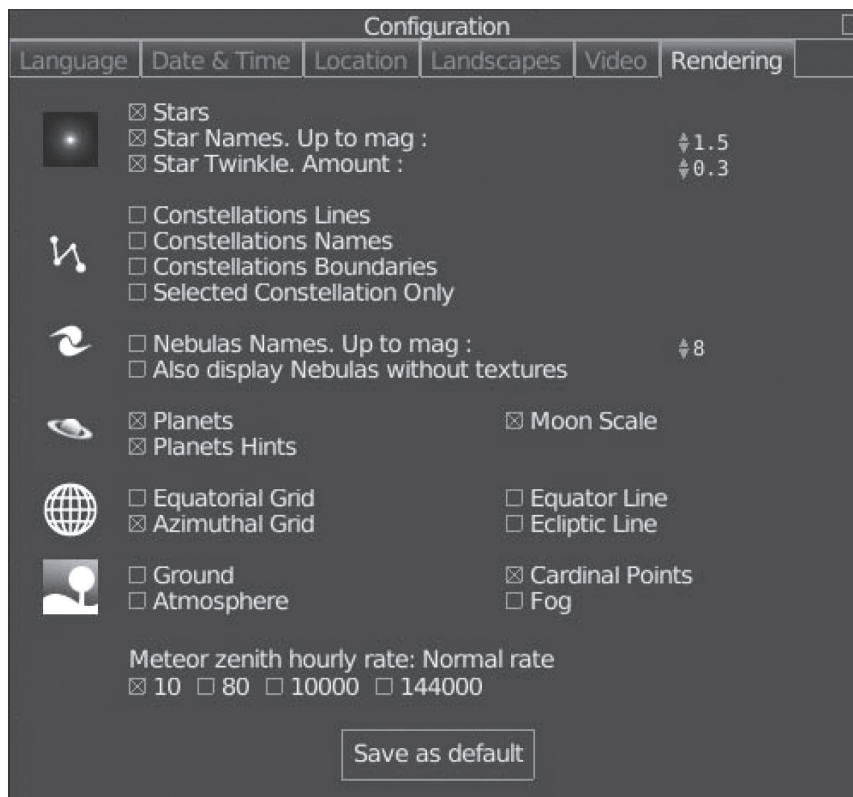 Configuration
Language Date & Time Location Landscapes Video Rendering
Stars
Star Names. Up to mag : 1.5
Star Twinkle. Amount : 0.3
Constellations Lines
Constellations Names
Constellations Boundaries
Selected Constellation Only
Nebulas Names. Up to mag : 8
Also display Nebulas without textures
Planets Moon Scale
Planets Hints
Equatorial Grid Equator Line
Azimuthal Grid Ecliptic Line
Ground Cardinal Points
Atmosphere Fog
Meteor zenith hourly rate: Normal rate
10 80 10000 144000
Save as default